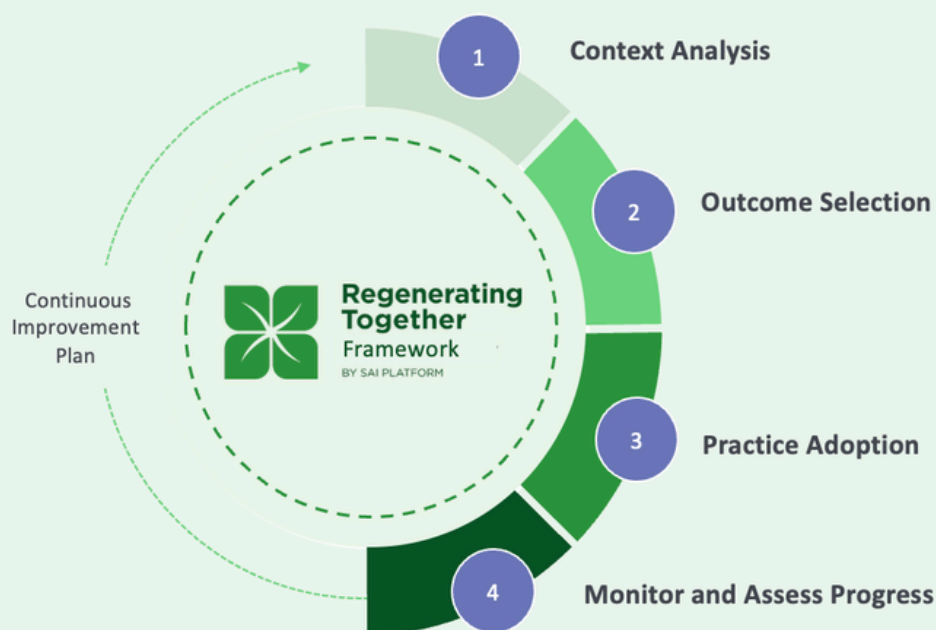 1
Context Analysis
2
Outcome Selection
Continuous
Improvement
Plan
Regenerating
Together
Framework
BY SAI PLATFORM
3
Practice Adoption
4
Monitor and Assess Progress